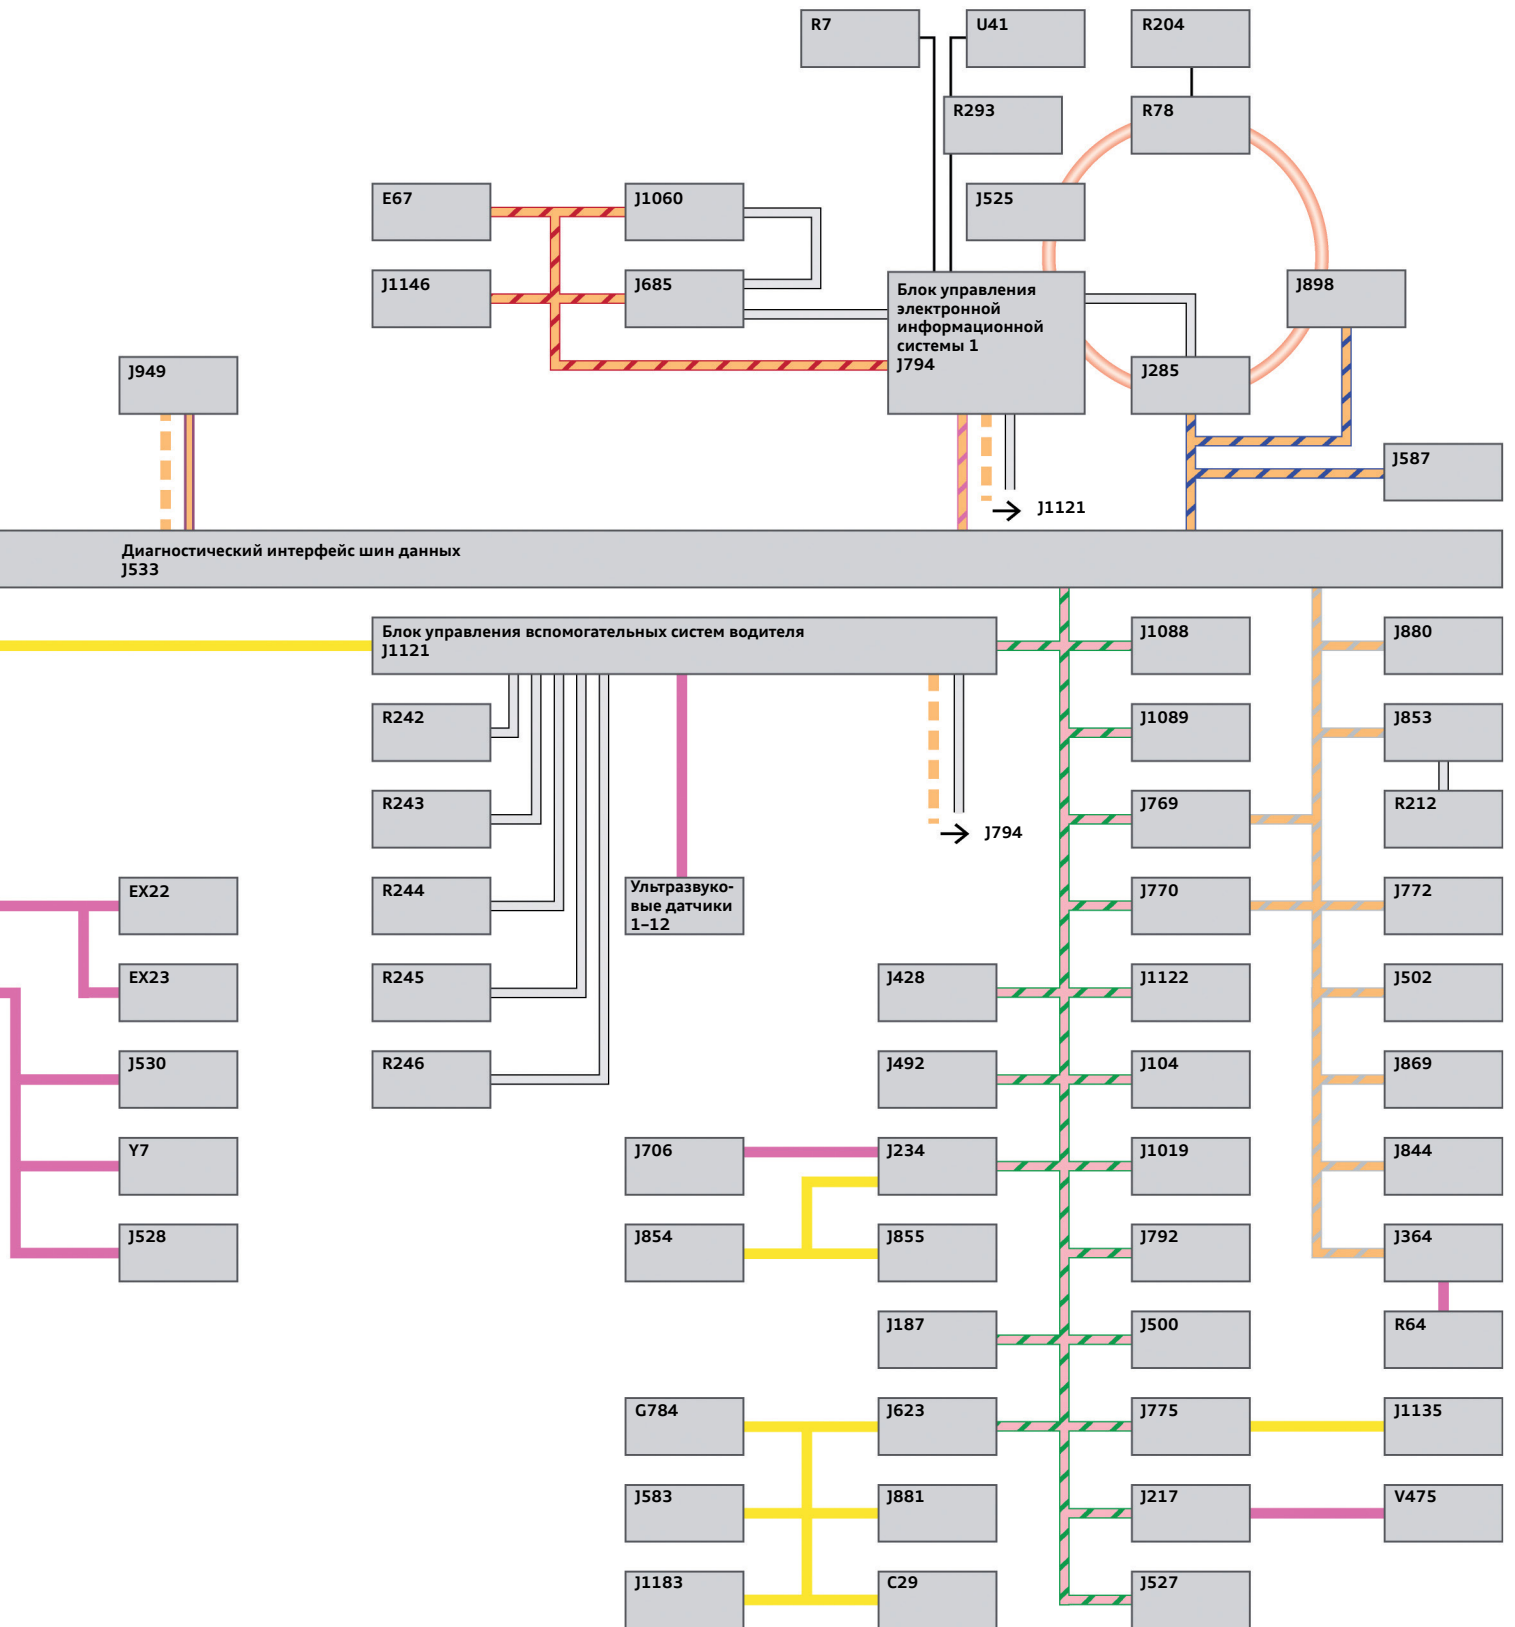 R7
U41
R204
R293
R78
E67
J1060
J525
J1146
J685
Блок управления
электронной
информационной
системы 1
J794
J898
J949
J285
J587
J1121
Диагностический интерфейс шин данных
J533
Блок управления вспомогательных систем водителя
J1121
J1088
J880
R242
J1089
J853
R243
J794
J769
R212
EX22
R244
Ультразвуко-
вые датчики
1–12
J770
J772
EX23
R245
J428
J1122
J502
J530
R246
J492
J104
J869
Y7
J706
J234
J1019
J844
J528
J854
J855
J792
J364
J187
J500
R64
G784
J623
J775
J1135
J583
J881
J217
V475
J1183
C29
J527